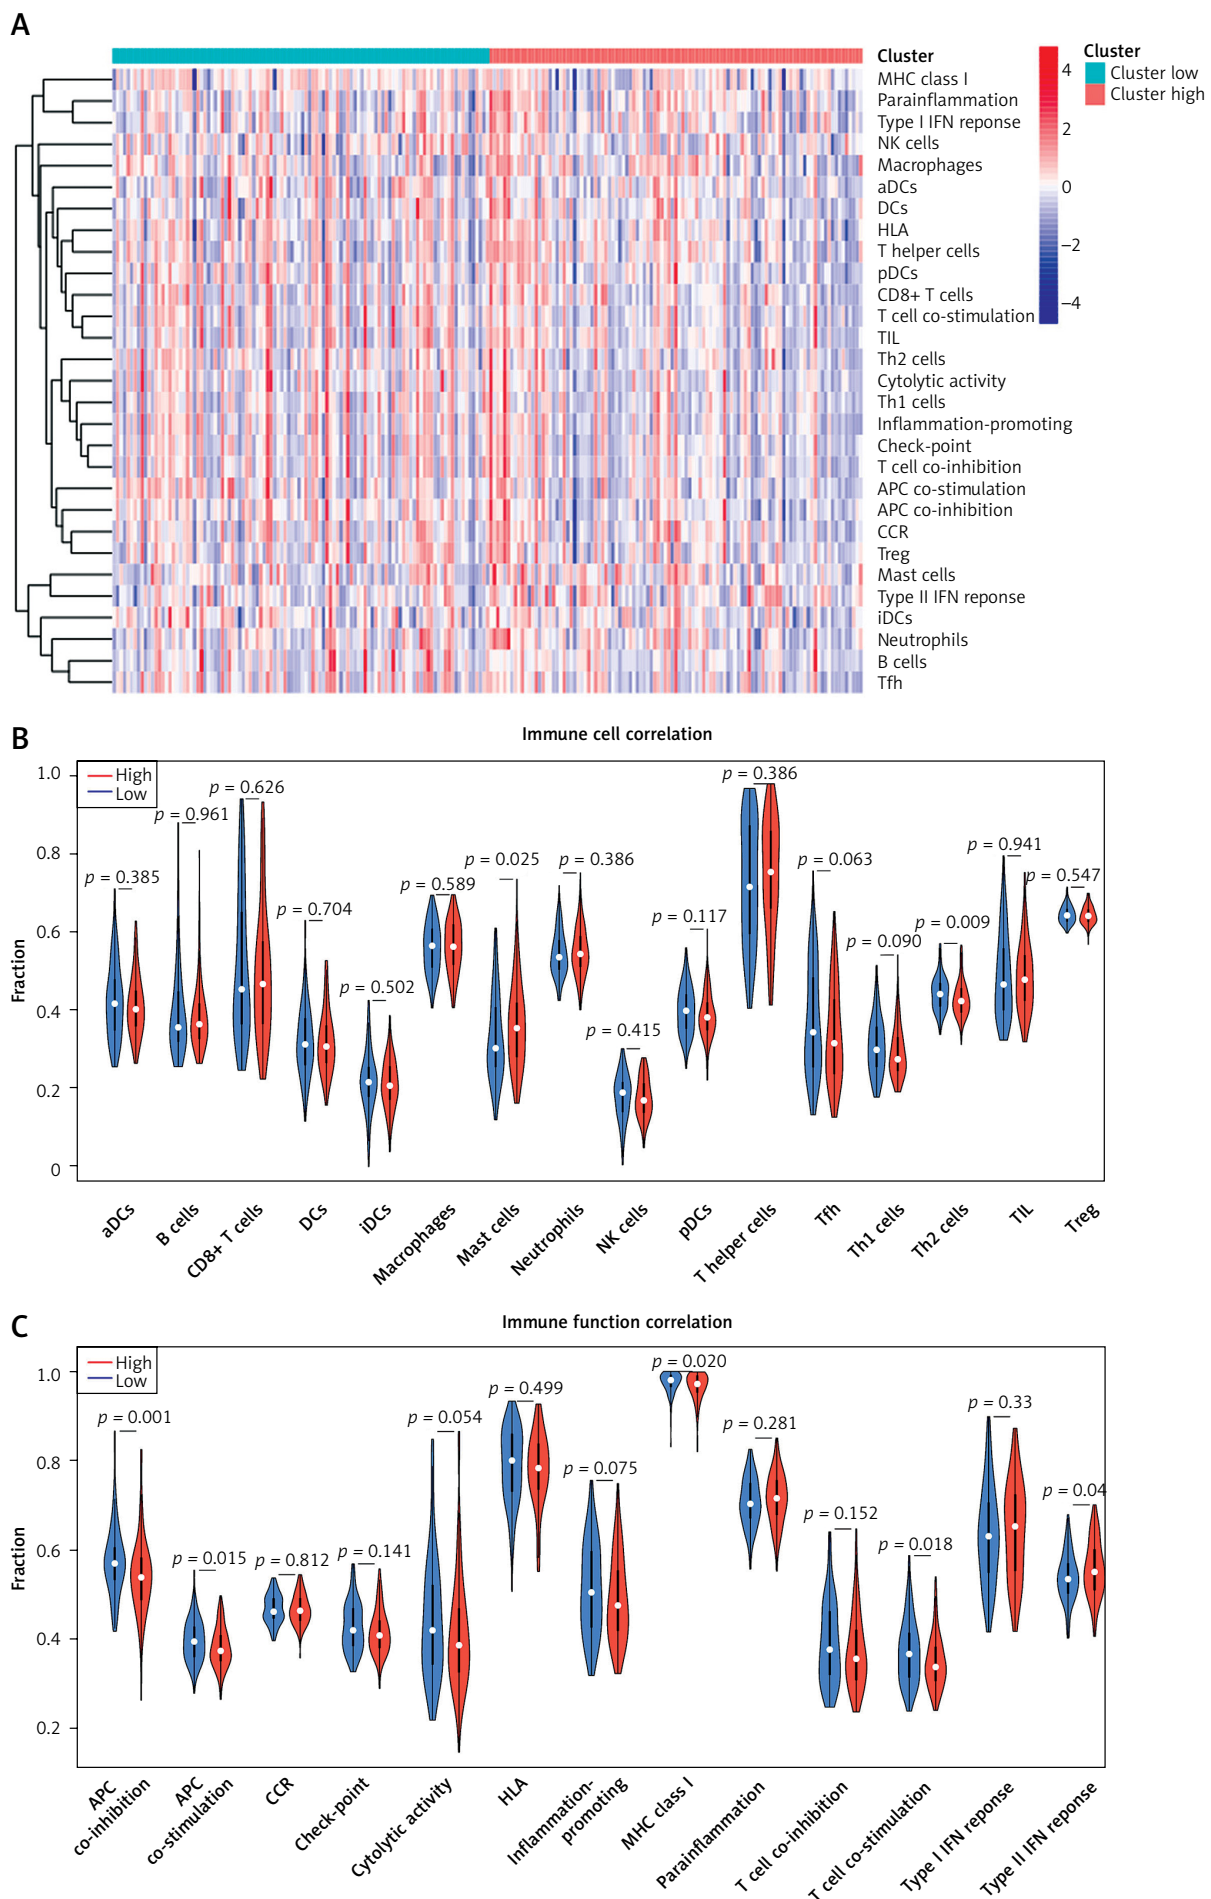 A
Cluster
MHC class I
Parainflammation
Type I IFN reponse
NK cells
Macrophages
aDCs
DCs
HLA
T helper cells
pDCs
CD8+ T cells
T cell co-stimulation
TIL
Th2 cells
Cytolytic activity
Th1 cells
Inflammation-promoting
Check-point
T cell co-inhibition
APC co-stimulation
APC co-inhibition
CCR
Treg
Mast cells
Type II IFN reponse
iDCs
Neutrophils
B cells
Tfh
4
2
0
−2
−4
Cluster
Cluster low
Cluster high
B
Immune cell correlation
High
Low
Fraction
1.0
0.8
0.6
0.4
0.2
0
p = 0.385
p = 0.961
p = 0.626
p = 0.704
p = 0.502
p = 0.589
p = 0.025
p = 0.386
p = 0.415
p = 0.117
p = 0.386
p = 0.063
p = 0.090
p = 0.009
p = 0.941
p = 0.547
aDCs
B cells
CD8+ T cells
DCs
iDCs
Macrophages
Mast cells
Neutrophils
NK cells
pDCs
T helper cells
Tfh
Th1 cells
Th2 cells
TIL
Treg
C
Immune function correlation
High
Low
Fraction
1.0
0.8
0.6
0.4
0.2
p = 0.001
p = 0.015
p = 0.812
p = 0.141
p = 0.054
p = 0.499
p = 0.075
p = 0.020
p = 0.281
p = 0.152
p = 0.018
p = 0.33
p = 0.04
APC
co-inhibition
APC
co-stimulation
CCR
Check-point
Cytolytic activity
HLA
Inflammation-
promoting
MHC class I
Parainflammation
T cell co-inhibition
T cell co-stimulation
Type I IFN reponse
Type II IFN reponse